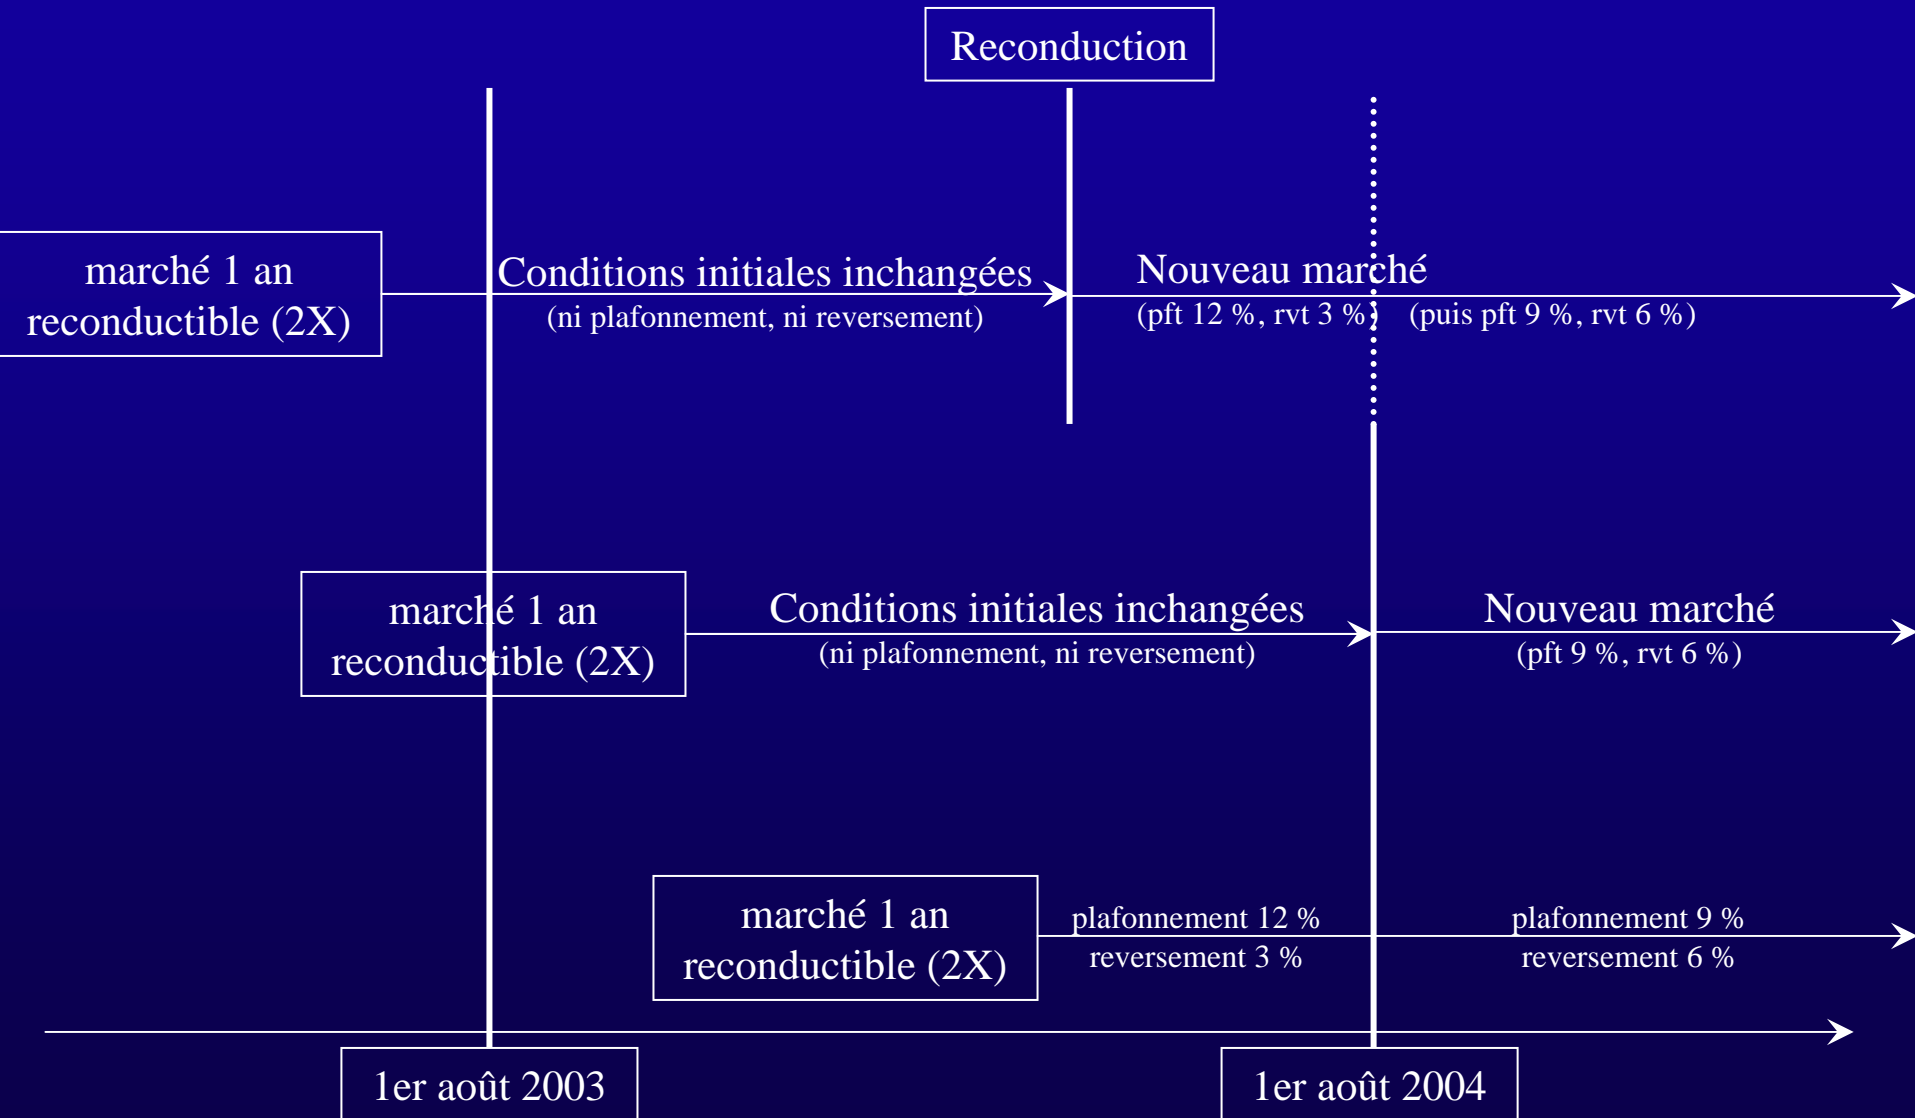 Reconduction
marché 1 an
reconductible (2X)
Conditions initiales inchangées
(ni plafonnement, ni reversement)
Nouveau marché
(pft 12 %, rvt 3 %) (puis pft 9 %, rvt 6 %)
marché 1 an
reconductible (2X)
Conditions initiales inchangées
(ni plafonnement, ni reversement)
Nouveau marché
(pft 9 %, rvt 6 %)
marché 1 an
reconductible (2X)
plafonnement 12 %
reversement 3 %
plafonnement 9 %
reversement 6 %
1er août 2003
1er août 2004